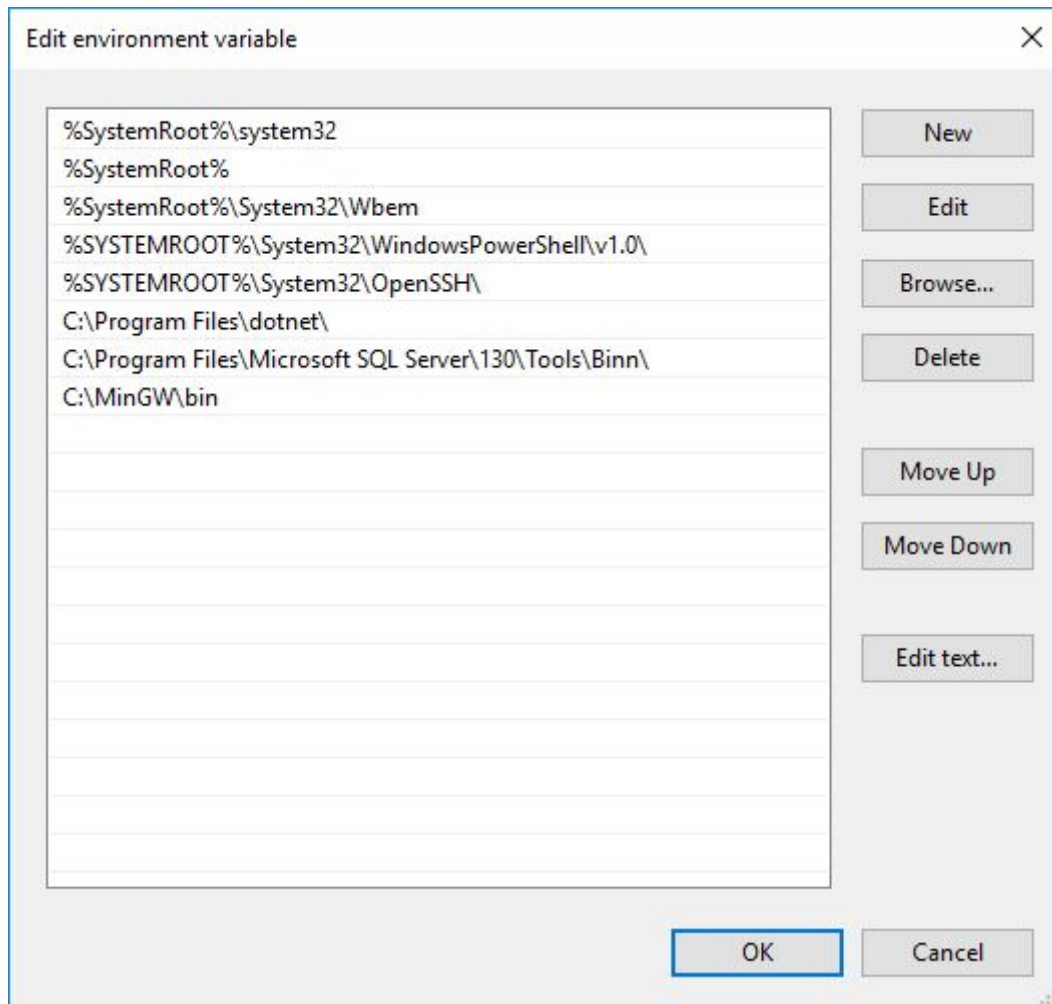 Edit environment variable
%SystemRoot%\system32
%SystemRoot%
%SystemRoot%\System32\Wbem
%SYSTEMROOT%\System32\WindowsPowerShell\v1.0\
%SYSTEMROOT%\System32\OpenSSH\
C:\Program Files\dotnet\
C:\Program Files\Microsoft SQL Server\130\Tools\Binn\
C:\MinGW\bin
New
Edit
Browse...
Delete
Move Up
Move Down
Edit text...
OK
Cancel